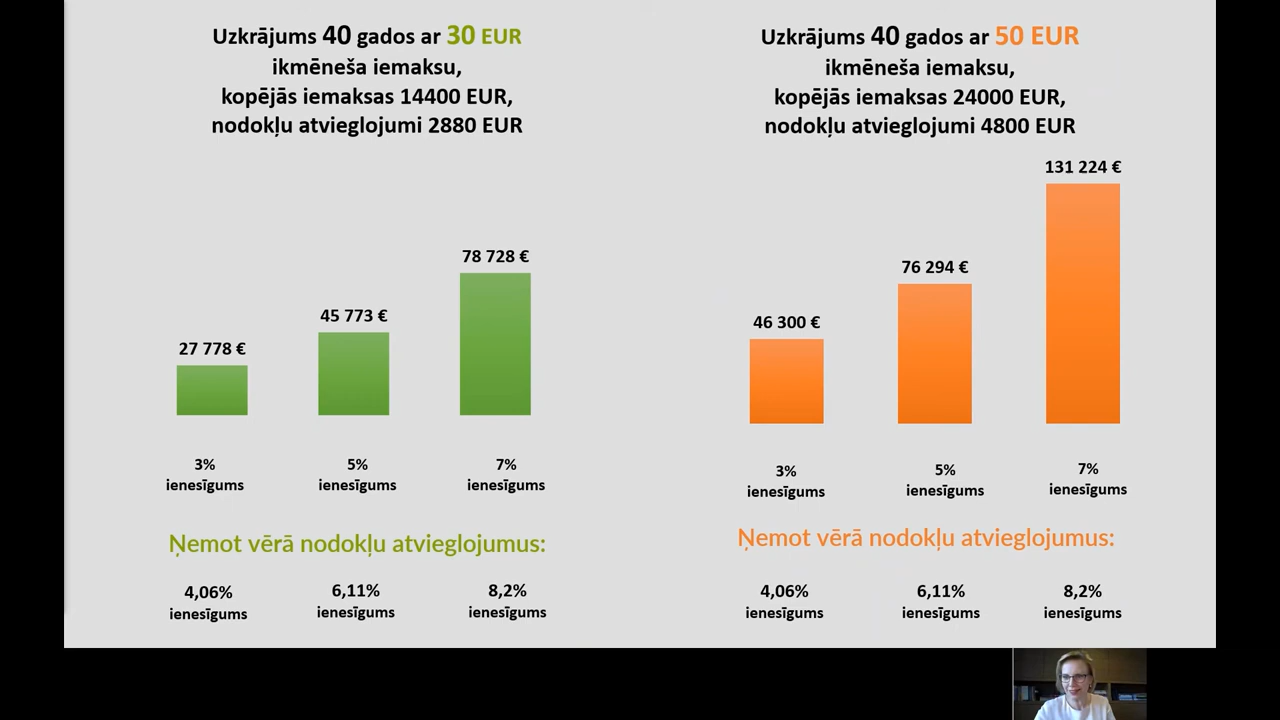 Uzkrājums 40 gados ar 30 EUR
ikmēneša iemaksu,
kopējās iemaksas 14400 EUR,
nodokļu atvieglojumi 2880 EUR
27 778 €
45 773 €
78 728 €
3%
ienesīgums
5%
ienesīgums
7%
ienesīgums
Ņemot vērā nodokļu atvieglojumus:
4,06%
ienesīgums
6,11%
ienesīgums
8,2%
ienesīgums
Uzkrājums 40 gados ar 50 EUR
ikmēneša iemaksu,
kopējās iemaksas 24000 EUR,
nodokļu atvieglojumi 4800 EUR
46 300 €
76 294 €
131 224 €
3%
ienesīgums
5%
ienesīgums
7%
ienesīgums
Ņemot vērā nodokļu atvieglojumus:
4,06%
ienesīgums
6,11%
ienesīgums
8,2%
ienesīgums